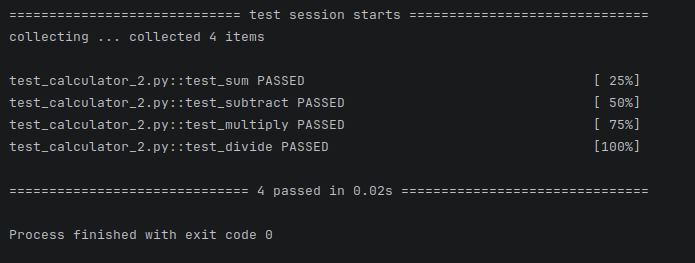 ============================= test session starts ==============================
collecting ... collected 4 items
test_calculator_2.py::test_sum PASSED                                    [ 25%]
test_calculator_2.py::test_subtract PASSED                               [ 50%]
test_calculator_2.py::test_multiply PASSED                               [ 75%]
test_calculator_2.py::test_divide PASSED                                 [100%]
============================== 4 passed in 0.02s ===============================
Process finished with exit code 0